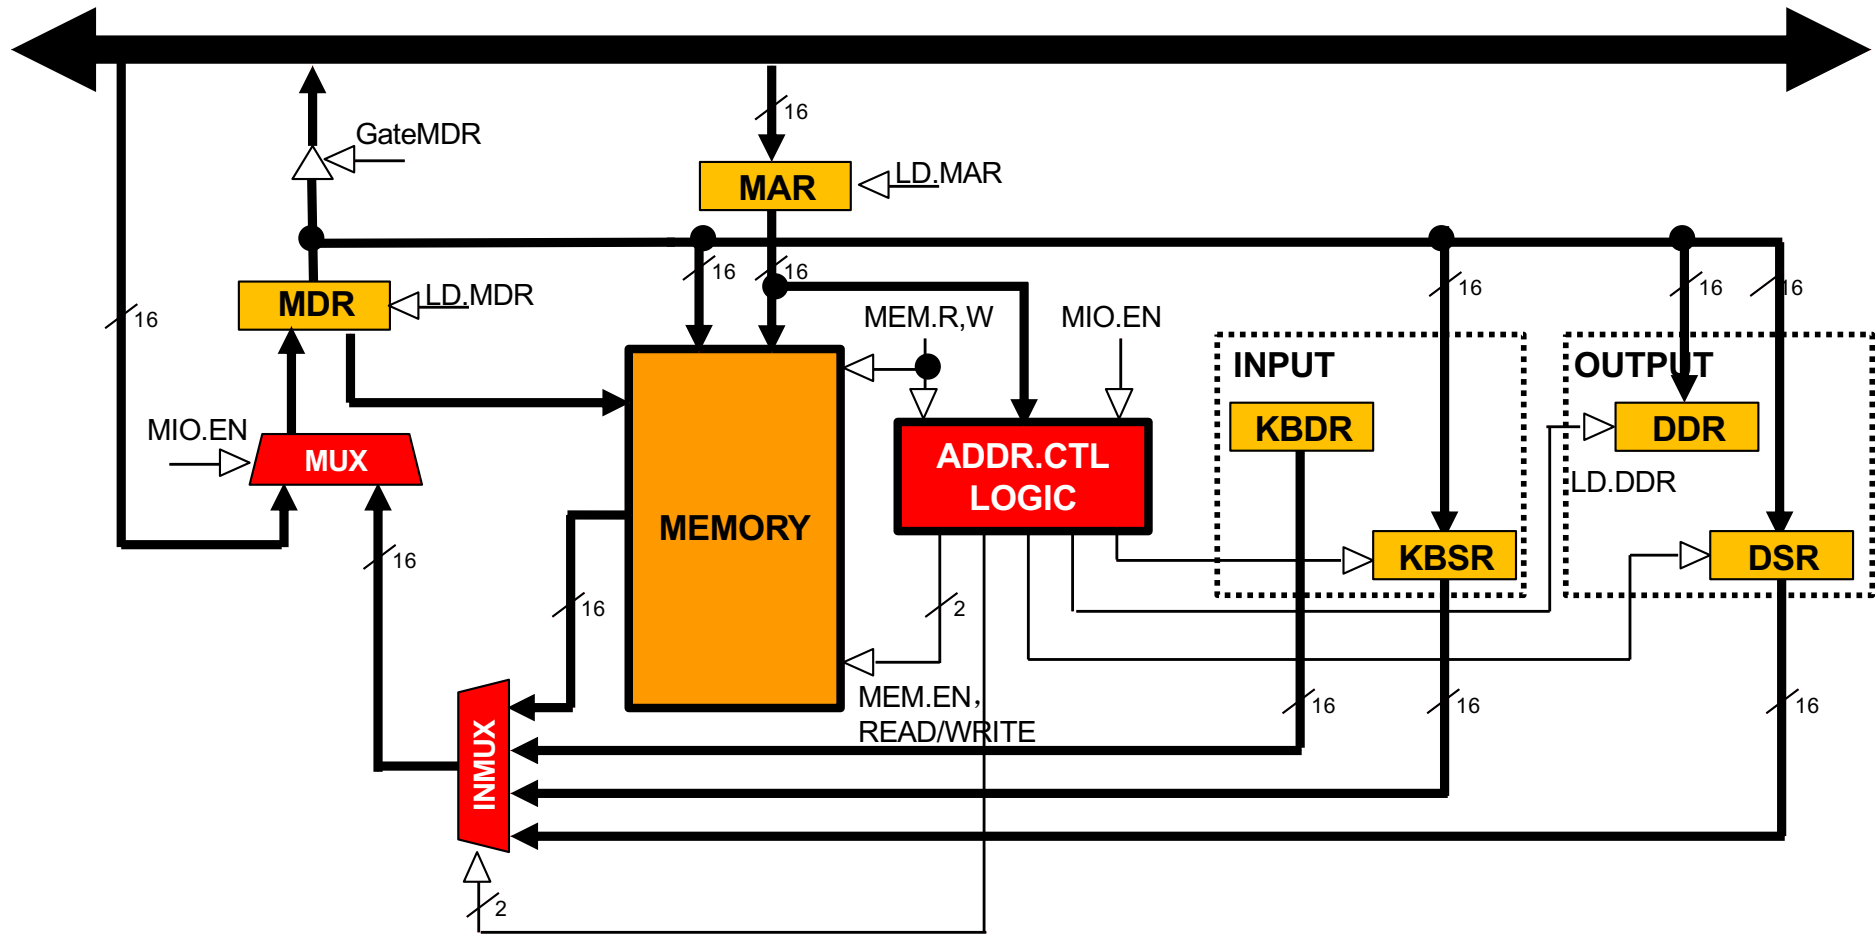 16
GateMDR
MAR
LD.MAR
16
16
16
16
16
16
MDR
LD.MDR
MEM.R,W
MIO.EN
INPUT
OUTPUT
KBDR
DDR
MIO.EN
MUX
ADDR.CTL
LOGIC
LD.DDR
MEMORY
KBSR
DSR
16
16
2
MEM.EN,
READ/WRITE
16
16
16
INMUX
2